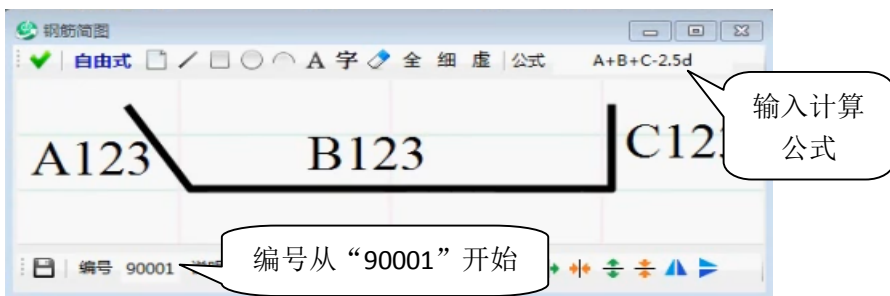 钢筋简图
自由式 A 字 全 细 虚 公式 A+B+C-2.5d
输入计算
公式
A123 B123 C12
编号 90001
编号从“90001”开始